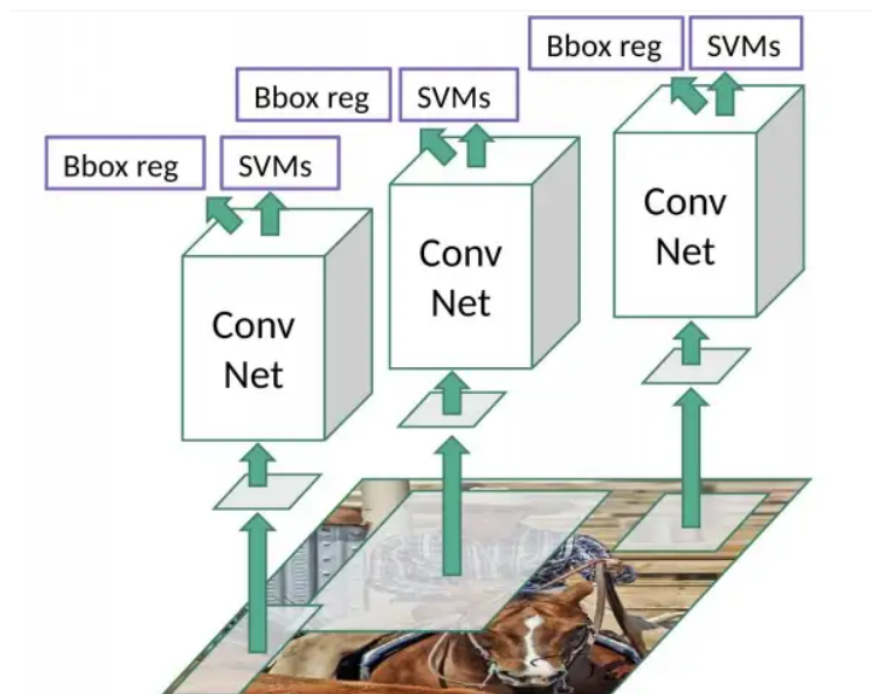 Bbox reg SVMs
Bbox reg SVMs
Bbox reg SVMs
Conv
Net
Conv
Net
Conv
Net